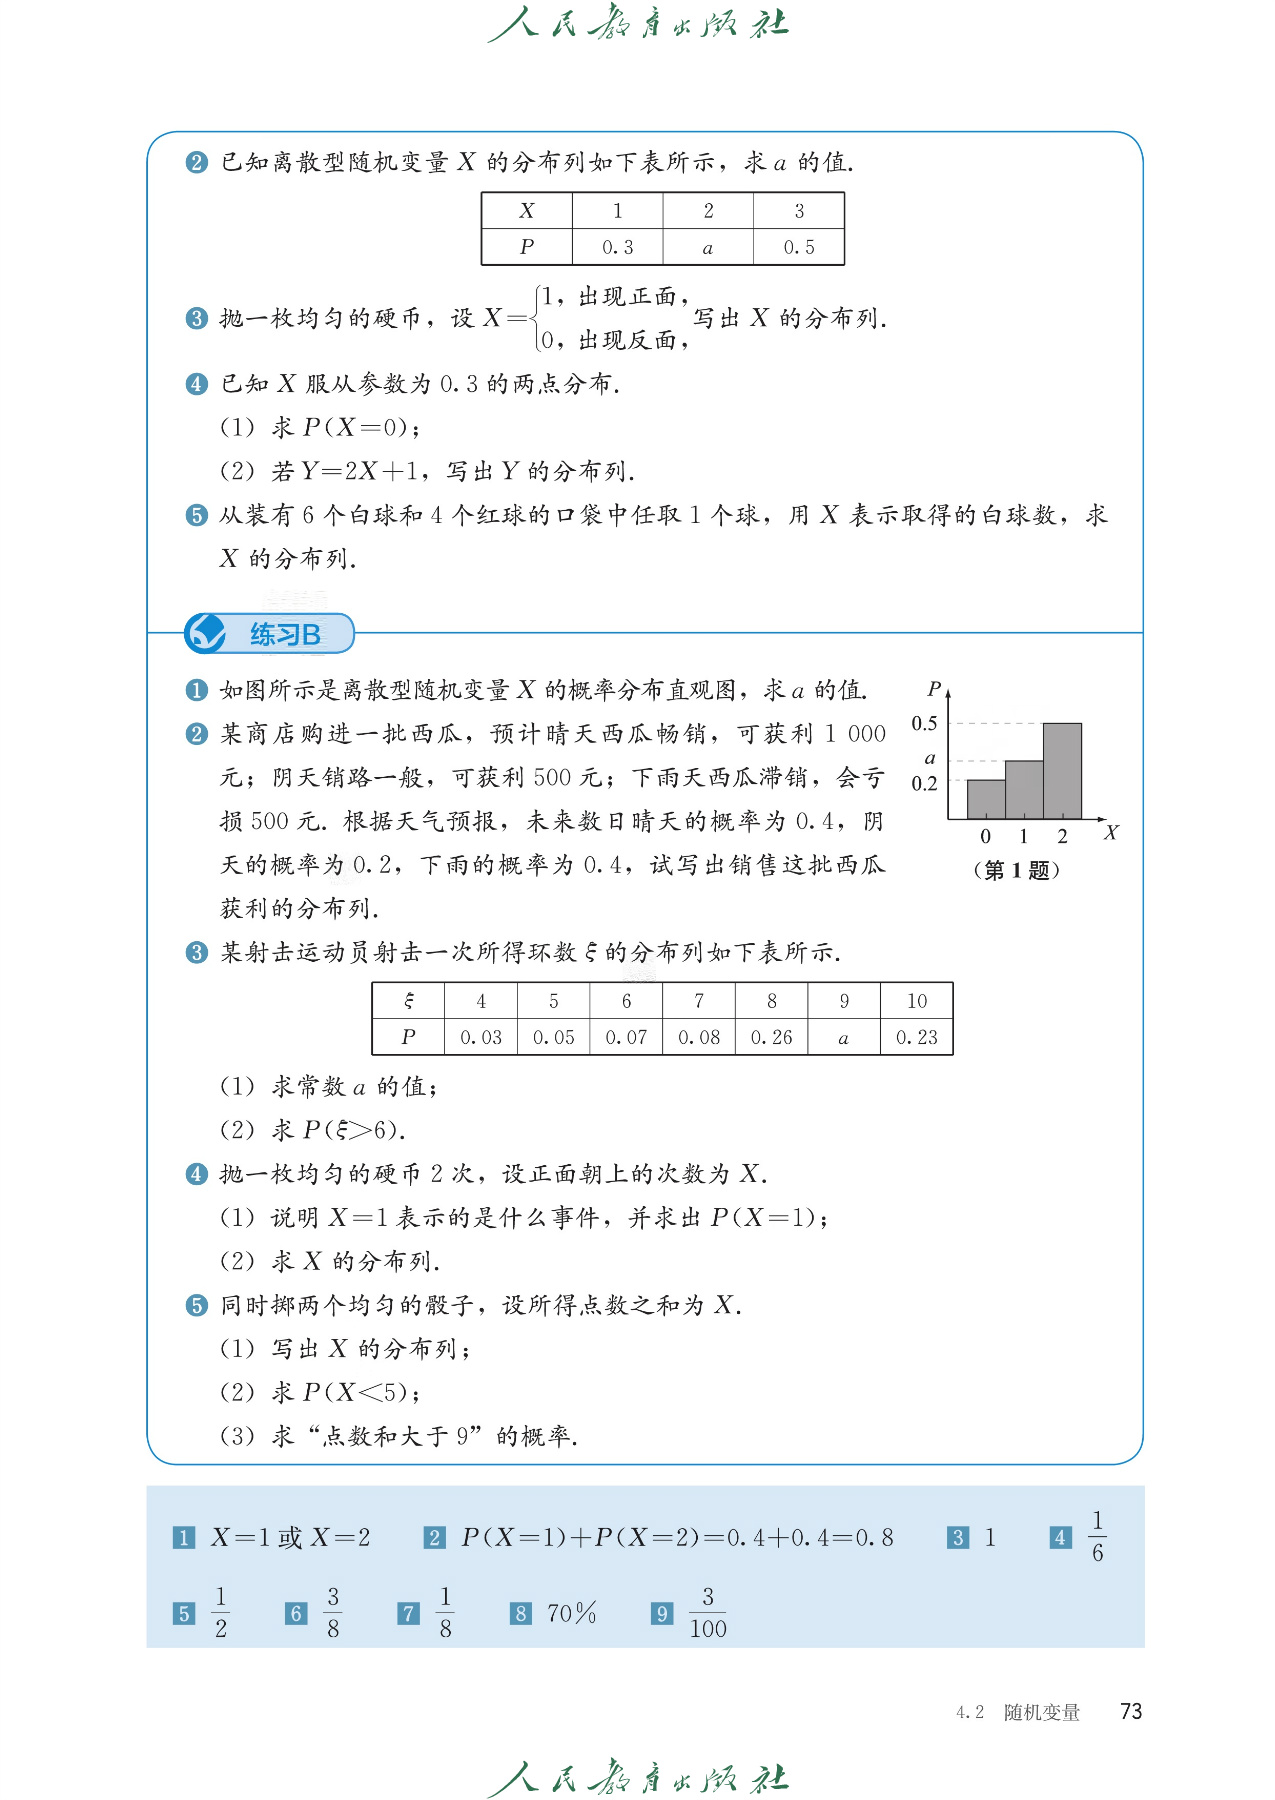 人民教育出版社
② 已知离散型随机变量 X 的分布列如下表所示，求 a 的值.
X 1 2 3
P 0.3 a 0.5
③ 抛一枚均匀的硬币，设 X={1，出现正面，0，出现反面，写出 X 的分布列.
④ 已知 X 服从参数为 0.3 的两点分布.
（1）求 P(X=0)；
（2）若 Y=2X+1，写出 Y 的分布列.
⑤ 从装有 6 个白球和 4 个红球的口袋中任取 1 个球，用 X 表示取得的白球数，求
X 的分布列.
练习B
① 如图所示是离散型随机变量 X 的概率分布直观图，求 a 的值.
② 某商店购进一批西瓜，预计晴天西瓜畅销，可获利 1 000
元；阴天销路一般，可获利 500 元；下雨天西瓜滞销，会亏
损 500 元. 根据天气预报，未来数日晴天的概率为 0.4，阴
天的概率为 0.2，下雨的概率为 0.4，试写出销售这批西瓜
获利的分布列.
P
0.5
a
0.2
0 1 2 X
（第 1 题）
③ 某射击运动员射击一次所得环数 ξ 的分布列如下表所示.
ξ 4 5 6 7 8 9 10
P 0.03 0.05 0.07 0.08 0.26 a 0.23
（1）求常数 a 的值；
（2）求 P(ξ>6).
④ 抛一枚均匀的硬币 2 次，设正面朝上的次数为 X.
（1）说明 X=1 表示的是什么事件，并求出 P(X=1)；
（2）求 X 的分布列.
⑤ 同时掷两个均匀的骰子，设所得点数之和为 X.
（1）写出 X 的分布列；
（2）求 P(X<5)；
（3）求“点数和大于 9”的概率.
1 X=1 或 X=2 2 P(X=1)+P(X=2)=0.4+0.4=0.8 3 1 4 1/6
5 1/2 6 3/8 7 1/8 8 70% 9 3/100
4.2 随机变量 73
人民教育出版社